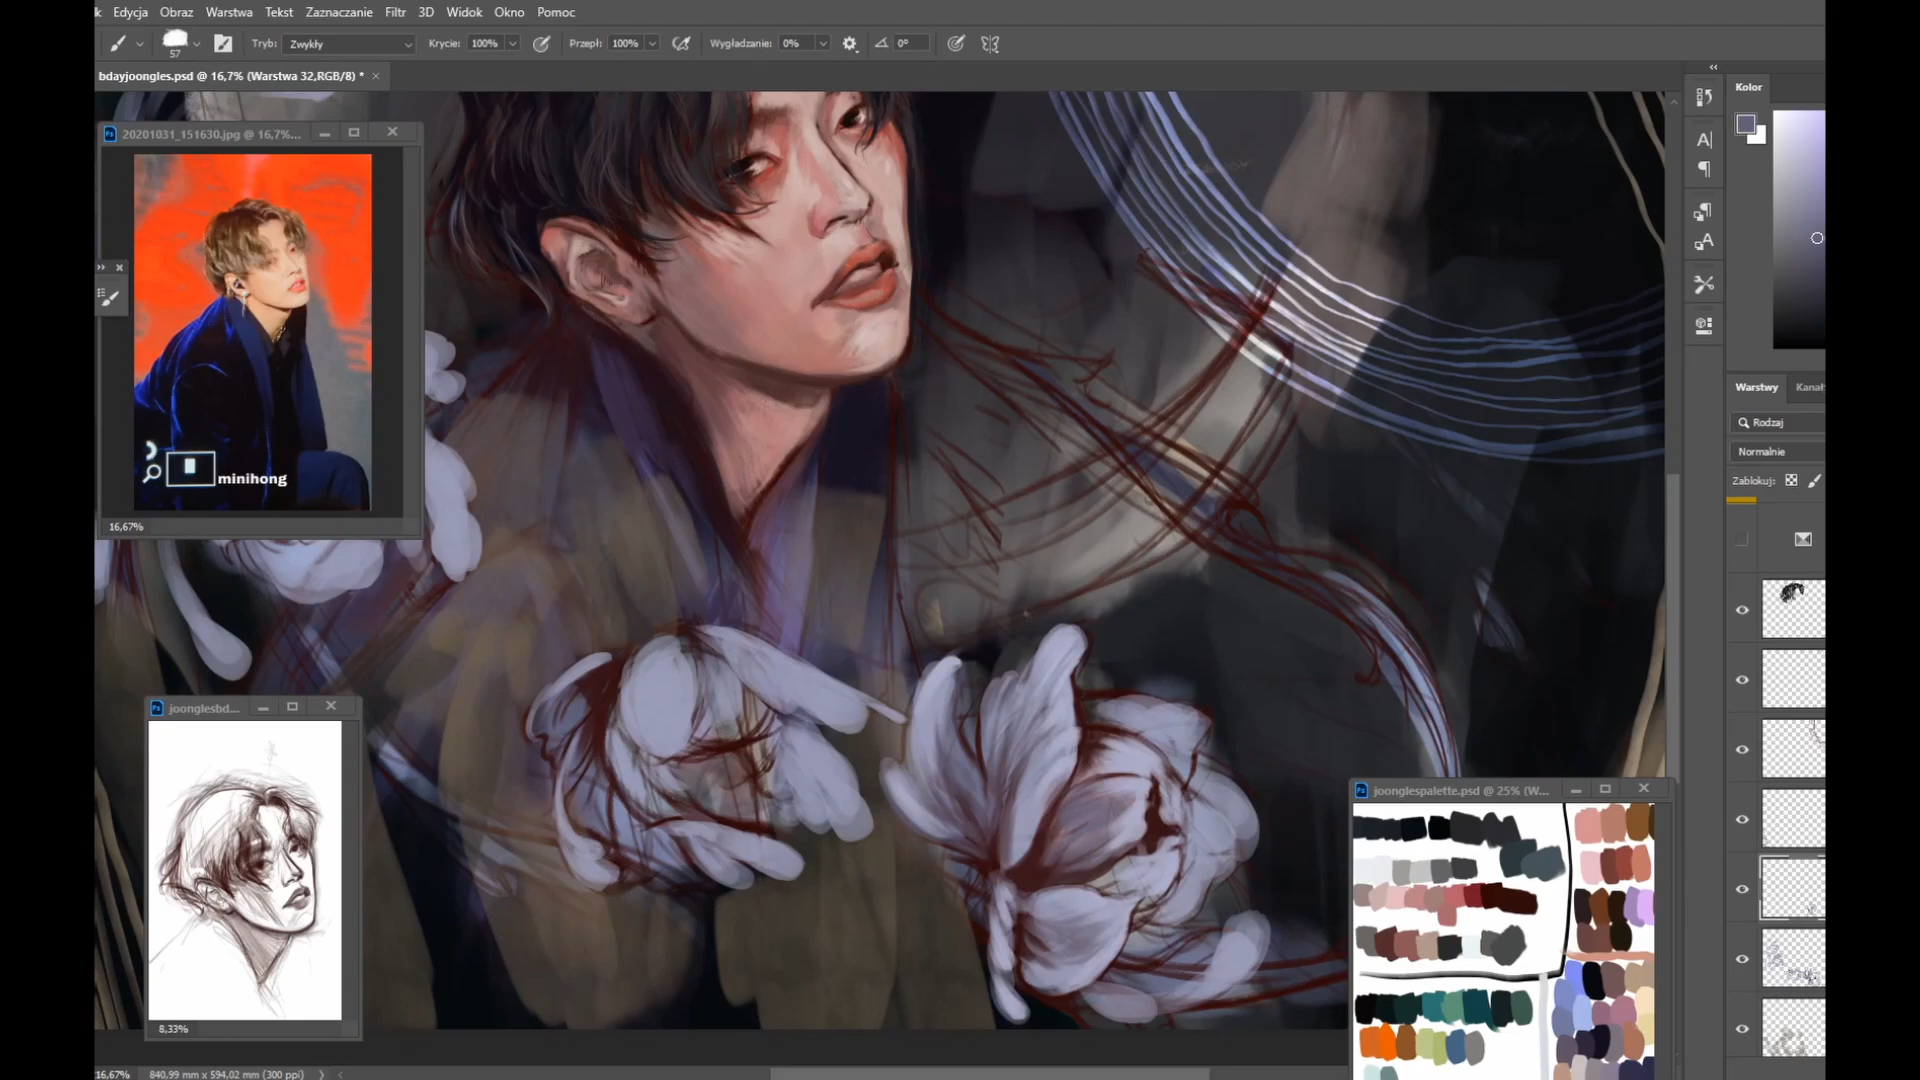 k Edycja Obraz Warstwa Tekst Zaznaczanie Filtr 3D Widok Okno Pomoc
57 Tryb: Zwykły Krycie: 100% Przepł: 100% Wygładzanie: 0% 0°
bdayjoongles.psd @ 16,7% (Warstwa 32,RGB/8) * ×
Kolor
20201031_151630.jpg @ 16,7%...
minihong
16,67%
Warstwy Kanał
Rodzaj
Normalnie
Zablokuj:
joonglesbd...
8,33%
joonglespalette.psd @ 25% (W...
16,67% 840,99 mm x 594,02 mm (300 ppi)